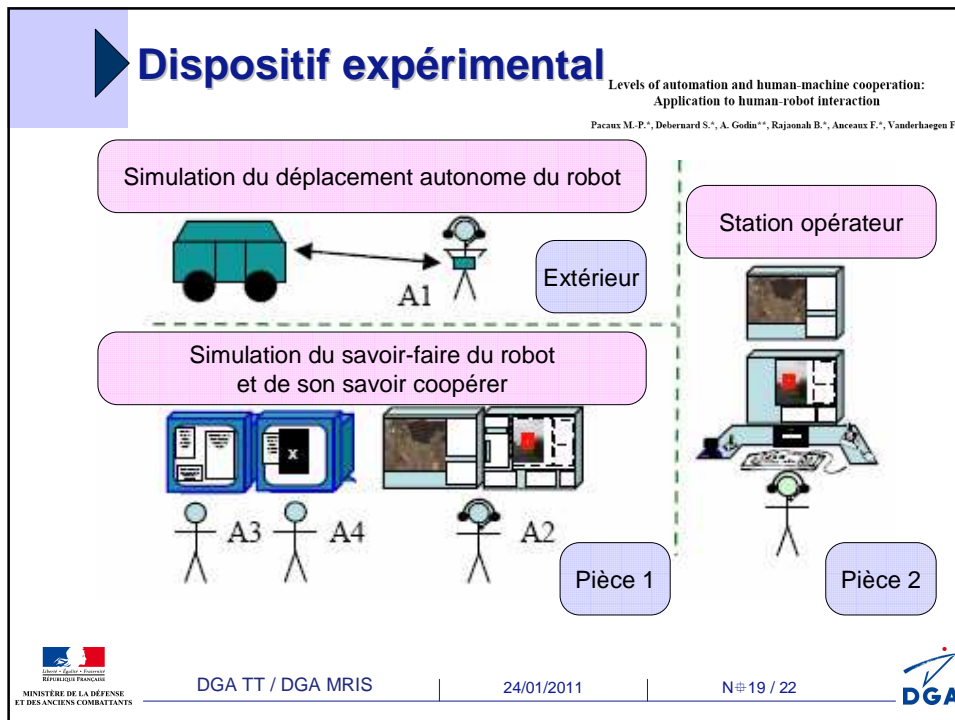 Dispositif expérimental
Levels of automation and human-machine cooperation:
Application to human-robot interaction
Pacaux M.-P.*, Debernard S.*, A. Godin**, Rajaonah B.*, Anceaux F.*, Vanderhaegen F
Simulation du déplacement autonome du robot
Station opérateur
Extérieur
A1
Simulation du savoir-faire du robot
et de son savoir coopérer
X
A3
A4
A2
Pièce 1
Pièce 2
Liberté • Égalité • Fraternité
RÉPUBLIQUE FRANÇAISE
MINISTÈRE DE LA DÉFENSE
ET DES ANCIENS COMBATTANTS
DGA TT / DGA MRIS
24/01/2011
N⌗19 / 22
DGA